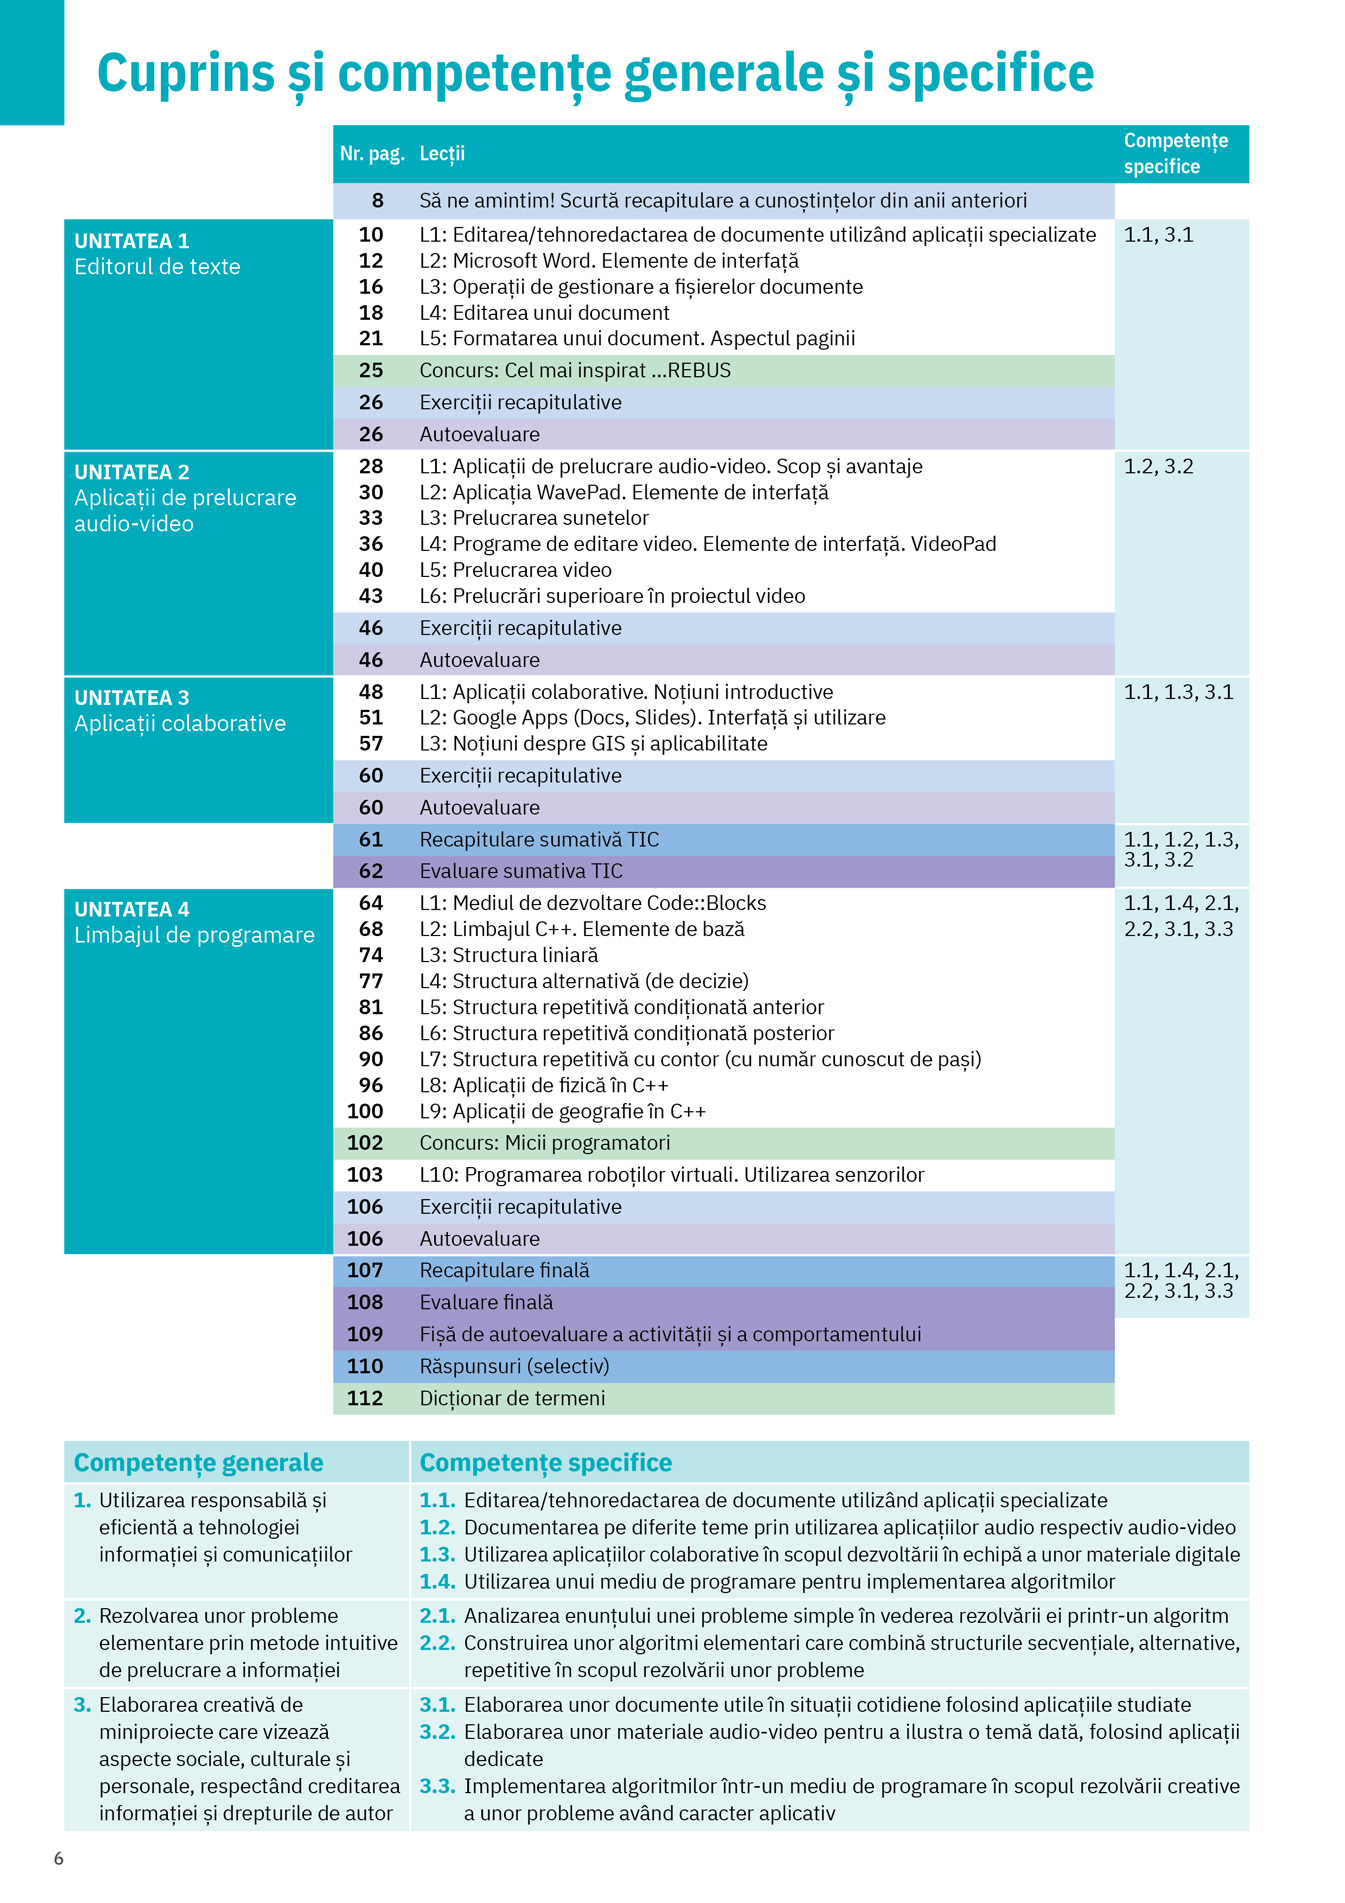 Cuprins și competențe generale și specifice
Nr. pag. Lecții Competențe
specifice
8 Să ne amintim! Scurtă recapitulare a cunoștințelor din anii anteriori
UNITATEA 1
Editorul de texte
10 L1: Editarea/tehnoredactarea de documente utilizând aplicații specializate 1.1, 3.1
12 L2: Microsoft Word. Elemente de interfață
16 L3: Operații de gestionare a fișierelor documente
18 L4: Editarea unui document
21 L5: Formatarea unui document. Aspectul paginii
25 Concurs: Cel mai inspirat ...REBUS
26 Exerciții recapitulative
26 Autoevaluare
UNITATEA 2
Aplicații de prelucrare
audio-video
28 L1: Aplicații de prelucrare audio-video. Scop și avantaje 1.2, 3.2
30 L2: Aplicația WavePad. Elemente de interfață
33 L3: Prelucrarea sunetelor
36 L4: Programe de editare video. Elemente de interfață. VideoPad
40 L5: Prelucrarea video
43 L6: Prelucrări superioare în proiectul video
46 Exerciții recapitulative
46 Autoevaluare
UNITATEA 3
Aplicații colaborative
48 L1: Aplicații colaborative. Noțiuni introductive 1.1, 1.3, 3.1
51 L2: Google Apps (Docs, Slides). Interfață și utilizare
57 L3: Noțiuni despre GIS și aplicabilitate
60 Exerciții recapitulative
60 Autoevaluare
61 Recapitulare sumativă TIC 1.1, 1.2, 1.3,
3.1, 3.2
62 Evaluare sumativa TIC
UNITATEA 4
Limbajul de programare
64 L1: Mediul de dezvoltare Code::Blocks 1.1, 1.4, 2.1,
68 L2: Limbajul C++. Elemente de bază 2.2, 3.1, 3.3
74 L3: Structura liniară
77 L4: Structura alternativă (de decizie)
81 L5: Structura repetitivă condiționată anterior
86 L6: Structura repetitivă condiționată posterior
90 L7: Structura repetitivă cu contor (cu număr cunoscut de pași)
96 L8: Aplicații de fizică în C++
100 L9: Aplicații de geografie în C++
102 Concurs: Micii programatori
103 L10: Programarea roboților virtuali. Utilizarea senzorilor
106 Exerciții recapitulative
106 Autoevaluare
107 Recapitulare finală 1.1, 1.4, 2.1,
2.2, 3.1, 3.3
108 Evaluare finală
109 Fișă de autoevaluare a activității și a comportamentului
110 Răspunsuri (selectiv)
112 Dicționar de termeni
Competențe generale Competențe specifice
1. Utilizarea responsabilă și
eficientă a tehnologiei
informației și comunicațiilor
1.1. Editarea/tehnoredactarea de documente utilizând aplicații specializate
1.2. Documentarea pe diferite teme prin utilizarea aplicațiilor audio respectiv audio-video
1.3. Utilizarea aplicațiilor colaborative în scopul dezvoltării în echipă a unor materiale digitale
1.4. Utilizarea unui mediu de programare pentru implementarea algoritmilor
2. Rezolvarea unor probleme
elementare prin metode intuitive
de prelucrare a informației
2.1. Analizarea enunțului unei probleme simple în vederea rezolvării ei printr-un algoritm
2.2. Construirea unor algoritmi elementari care combină structurile secvențiale, alternative,
repetitive în scopul rezolvării unor probleme
3. Elaborarea creativă de
miniproiecte care vizează
aspecte sociale, culturale și
personale, respectând creditarea
informației și drepturile de autor
3.1. Elaborarea unor documente utile în situații cotidiene folosind aplicațiile studiate
3.2. Elaborarea unor materiale audio-video pentru a ilustra o temă dată, folosind aplicații
dedicate
3.3. Implementarea algoritmilor într-un mediu de programare în scopul rezolvării creative
a unor probleme având caracter aplicativ
6